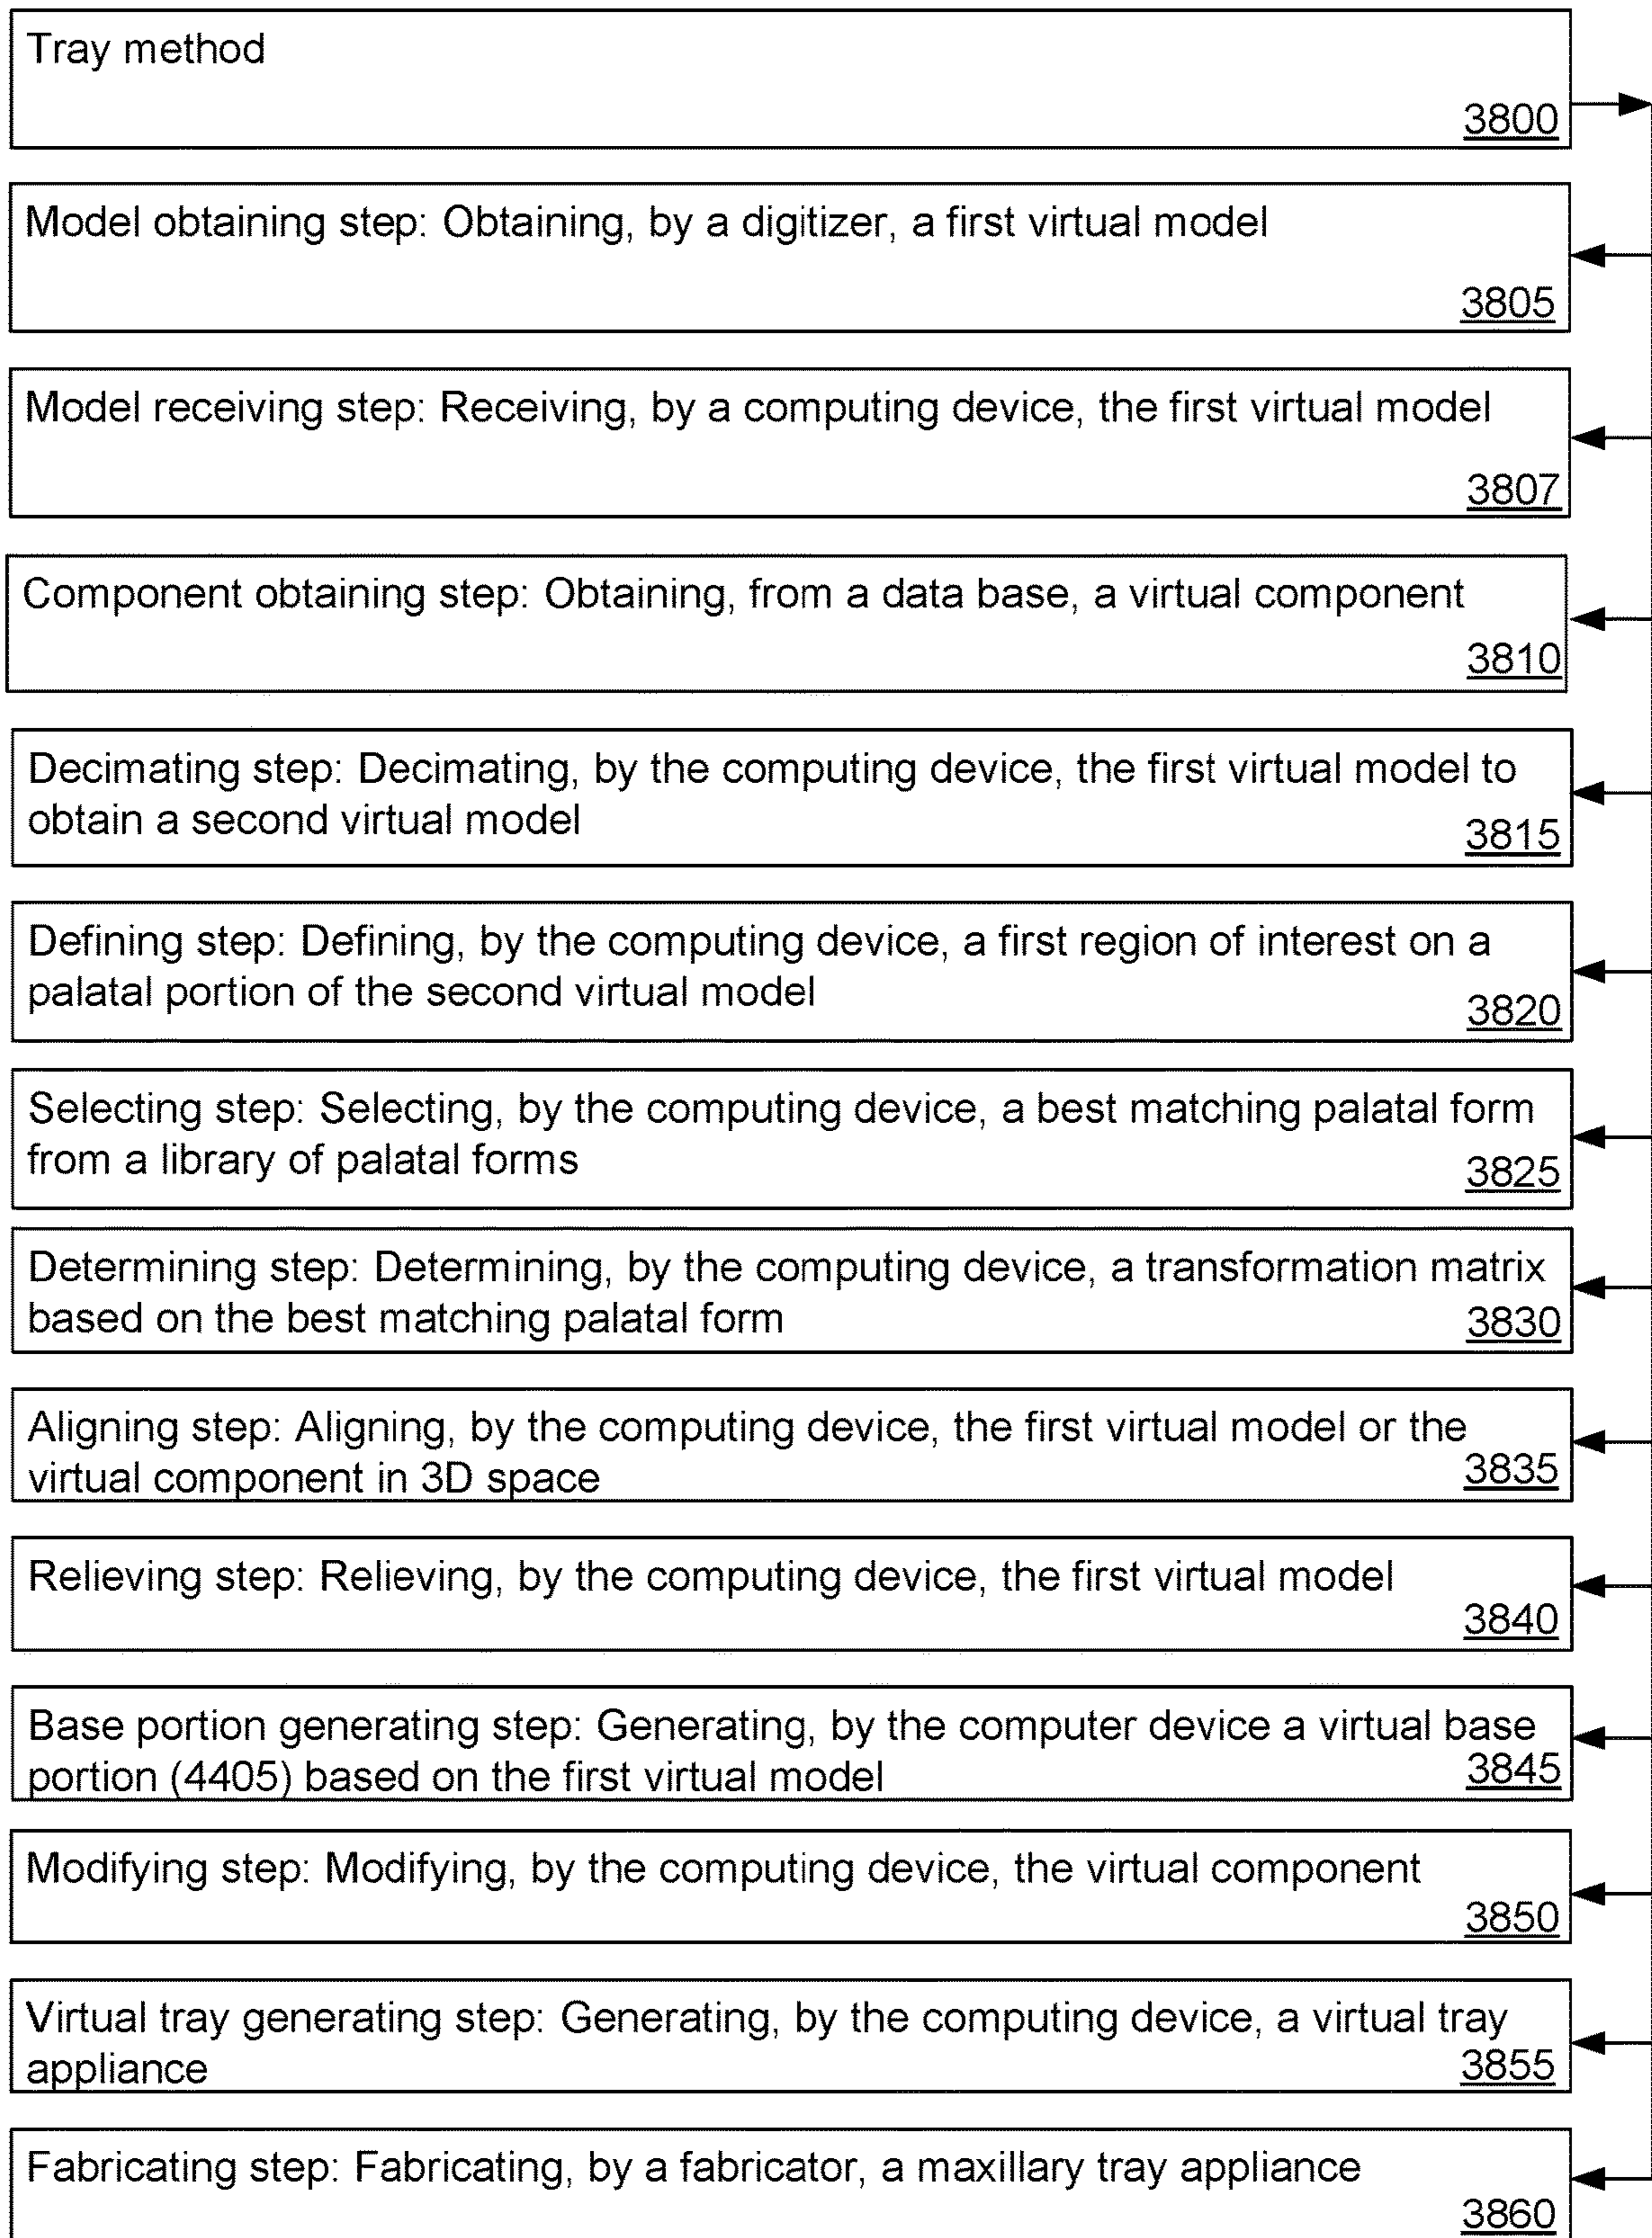 Tray method
3800
Model obtaining step: Obtaining, by a digitizer, a first virtual model
3805
Model receiving step: Receiving, by a computing device, the first virtual model
3807
Component obtaining step: Obtaining, from a data base, a virtual component
3810
Decimating step: Decimating, by the computing device, the first virtual model to
obtain a second virtual model
3815
Defining step: Defining, by the computing device, a first region of interest on a
palatal portion of the second virtual model
3820
Selecting step: Selecting, by the computing device, a best matching palatal form
from a library of palatal forms
3825
Determining step: Determining, by the computing device, a transformation matrix
based on the best matching palatal form
3830
Aligning step: Aligning, by the computing device, the first virtual model or the
virtual component in 3D space
3835
Relieving step: Relieving, by the computing device, the first virtual model
3840
Base portion generating step: Generating, by the computer device a virtual base
portion (4405) based on the first virtual model
3845
Modifying step: Modifying, by the computing device, the virtual component
3850
Virtual tray generating step: Generating, by the computing device, a virtual tray
appliance
3855
Fabricating step: Fabricating, by a fabricator, a maxillary tray appliance
3860